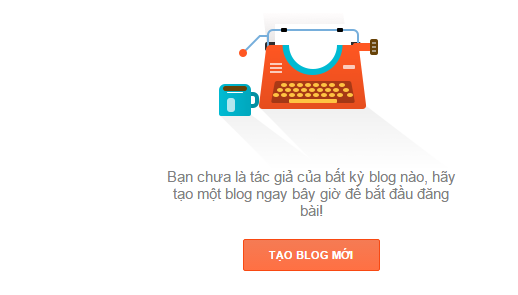 Bạn chưa là tác giả của bất kỳ blog nào, hãy
tạo một blog ngay bây giờ để bắt đầu đăng
bài!
TẠO BLOG MỚI